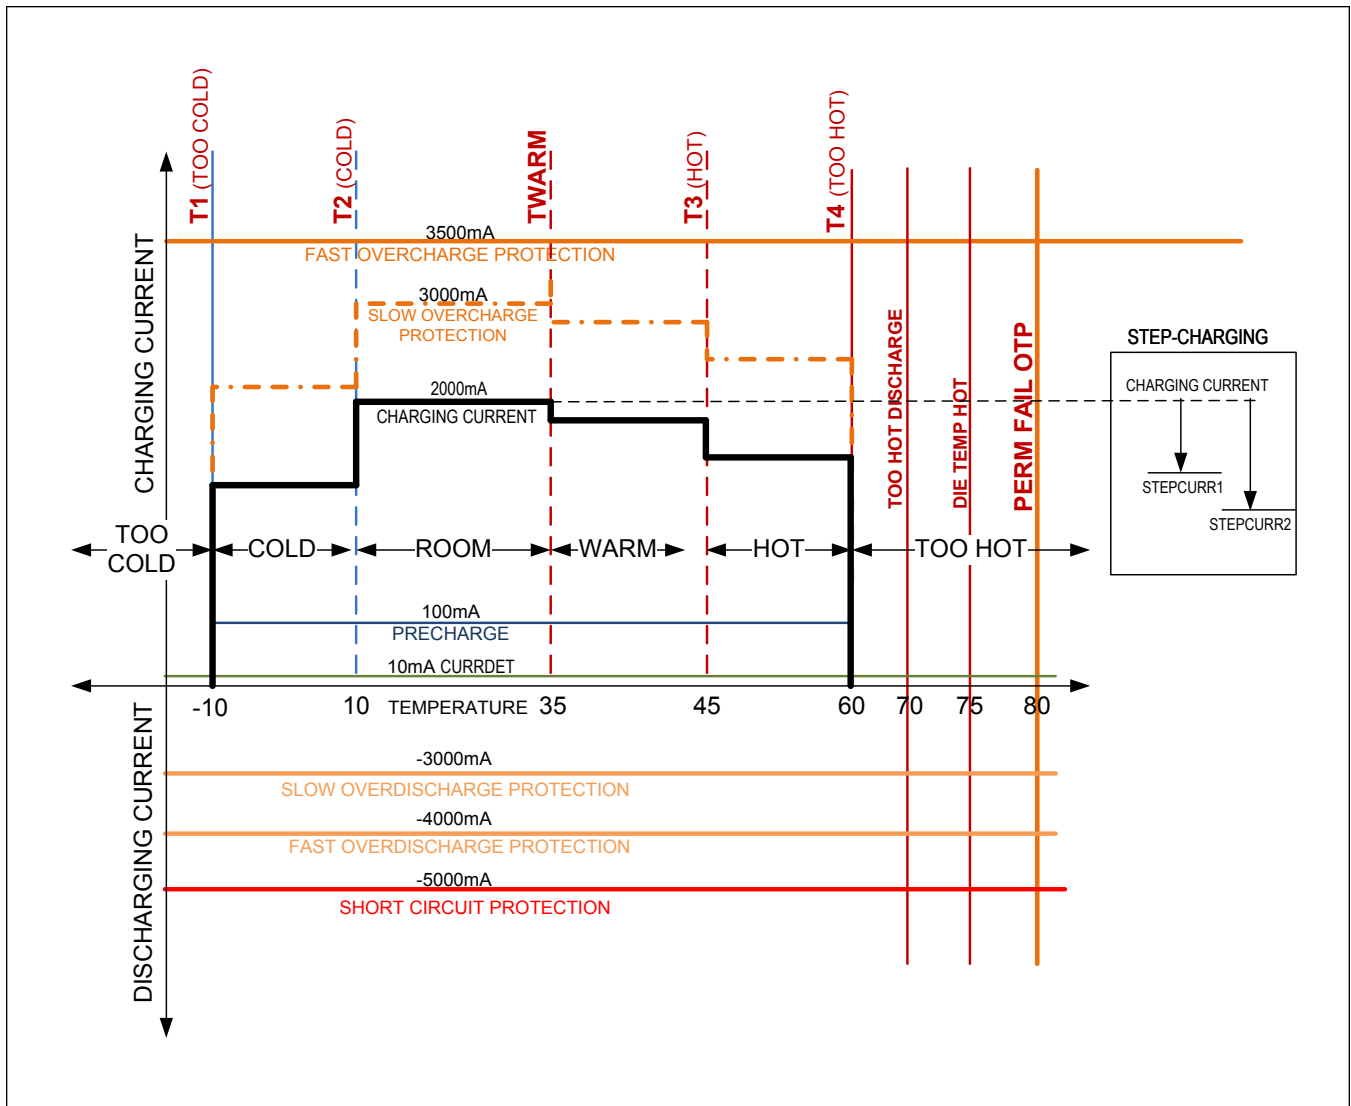 T1 (TOO COLD)
T2 (COLD)
TWARM
T3 (HOT)
T4 (TOO HOT)
CHARGING CURRENT
3500mA
FAST OVERCHARGE PROTECTION
3000mA
SLOW OVERCHARGE
PROTECTION
2000mA
CHARGING CURRENT
TOO HOT DISCHARGE
DIE TEMP HOT
PERM FAIL OTP
STEP-CHARGING
CHARGING CURRENT
STEPCURR1
STEPCURR2
TOO
COLD
COLD
ROOM
WARM
HOT
TOO HOT
100mA
PRECHARGE
10mA CURRDET
-10
10
TEMPERATURE
35
45
60
70
75
80
DISCHARGING CURRENT
-3000mA
SLOW OVERDISCHARGE PROTECTION
-4000mA
FAST OVERDISCHARGE PROTECTION
-5000mA
SHORT CIRCUIT PROTECTION